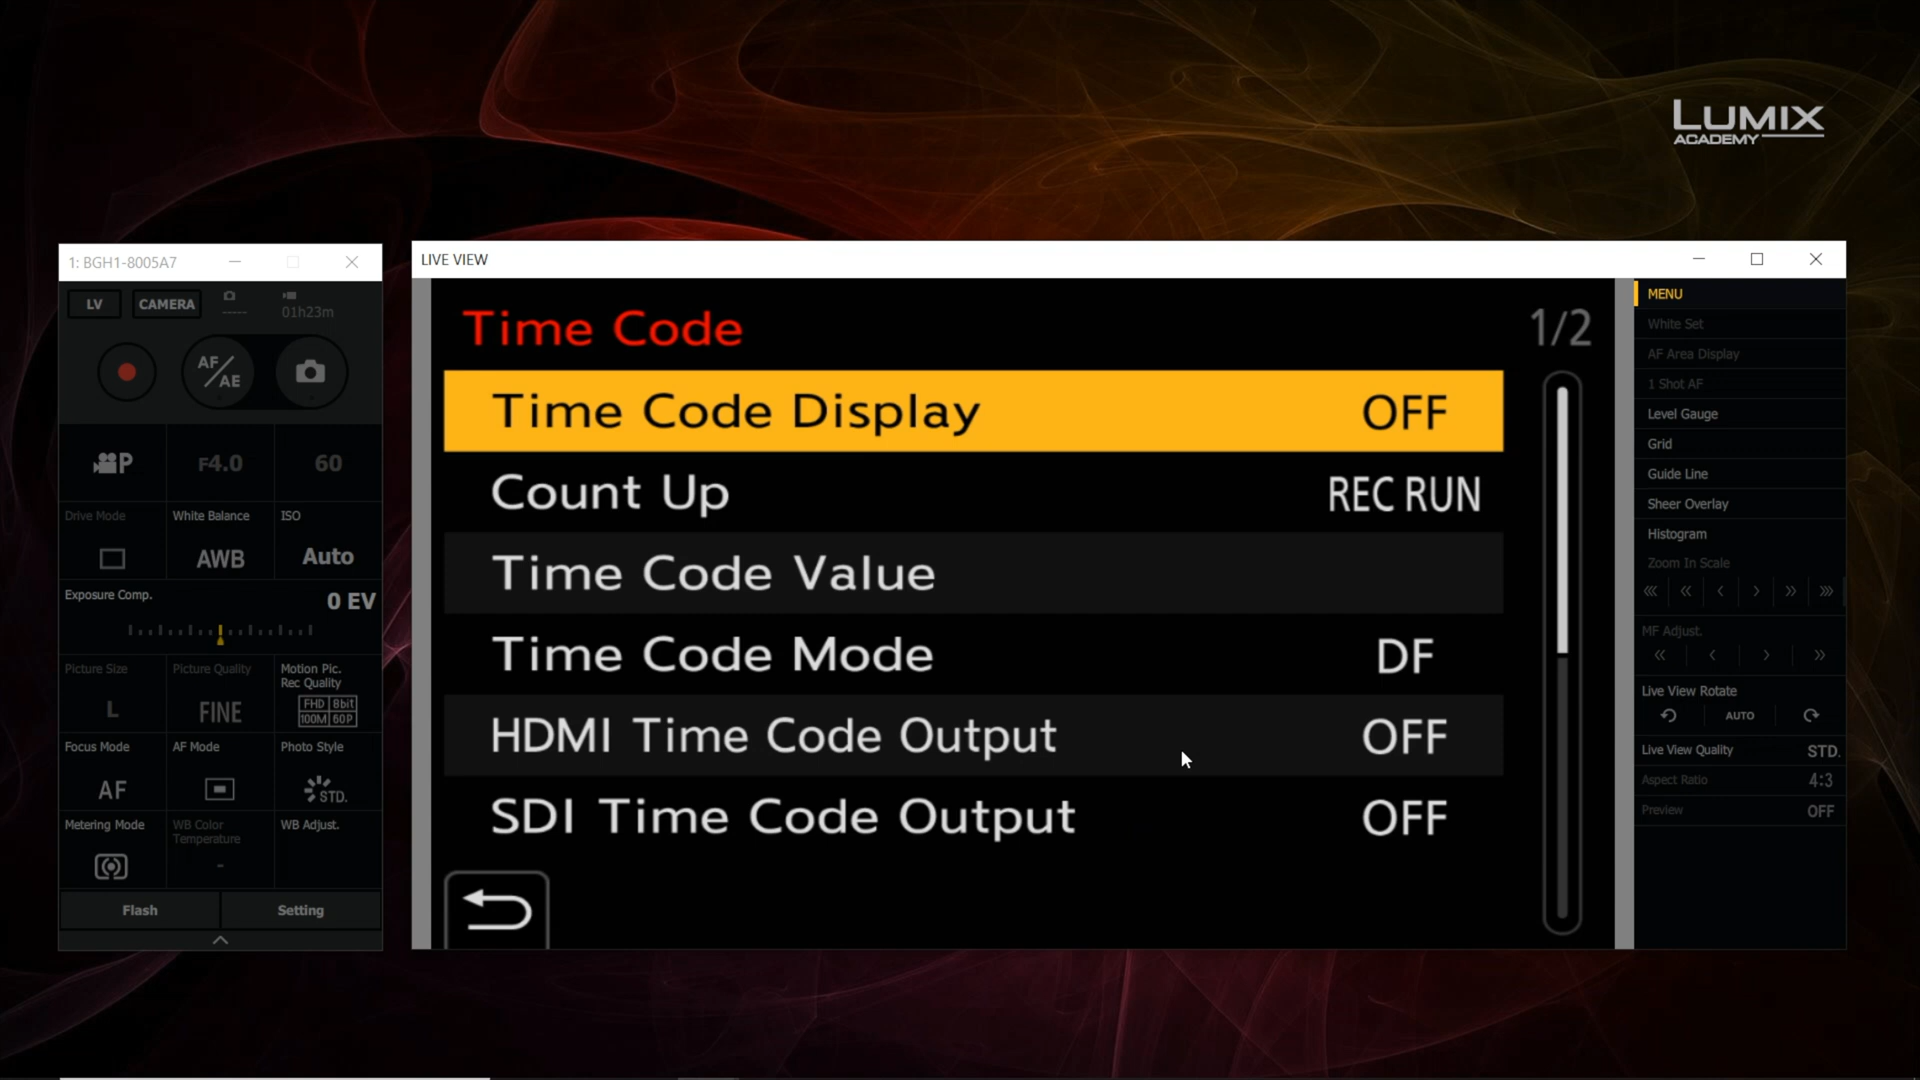 LUMIX
ACADEMY
1: BGH1-8005A7
LV
CAMERA
01h23m
AF/AE
P
F4.0
60
Drive Mode
White Balance
AWB
ISO
Auto
Exposure Comp.
0 EV
Picture Size
L
Picture Quality
FINE
Motion Pic.
Rec Quality
FHD 8bit
100M 60P
Focus Mode
AF
AF Mode
Photo Style
STD.
Metering Mode
WB Color
Temperature
-
WB Adjust.
Flash
Setting
LIVE VIEW
Time Code
1/2
Time Code Display OFF
Count Up REC RUN
Time Code Value
Time Code Mode DF
HDMI Time Code Output OFF
SDI Time Code Output OFF
MENU
White Set
AF Area Display
1 Shot AF
Level Gauge
Grid
Guide Line
Sheer Overlay
Histogram
Zoom In Scale
MF Adjust.
Live View Rotate
AUTO
Live View Quality STD.
Aspect Ratio 4:3
Preview OFF